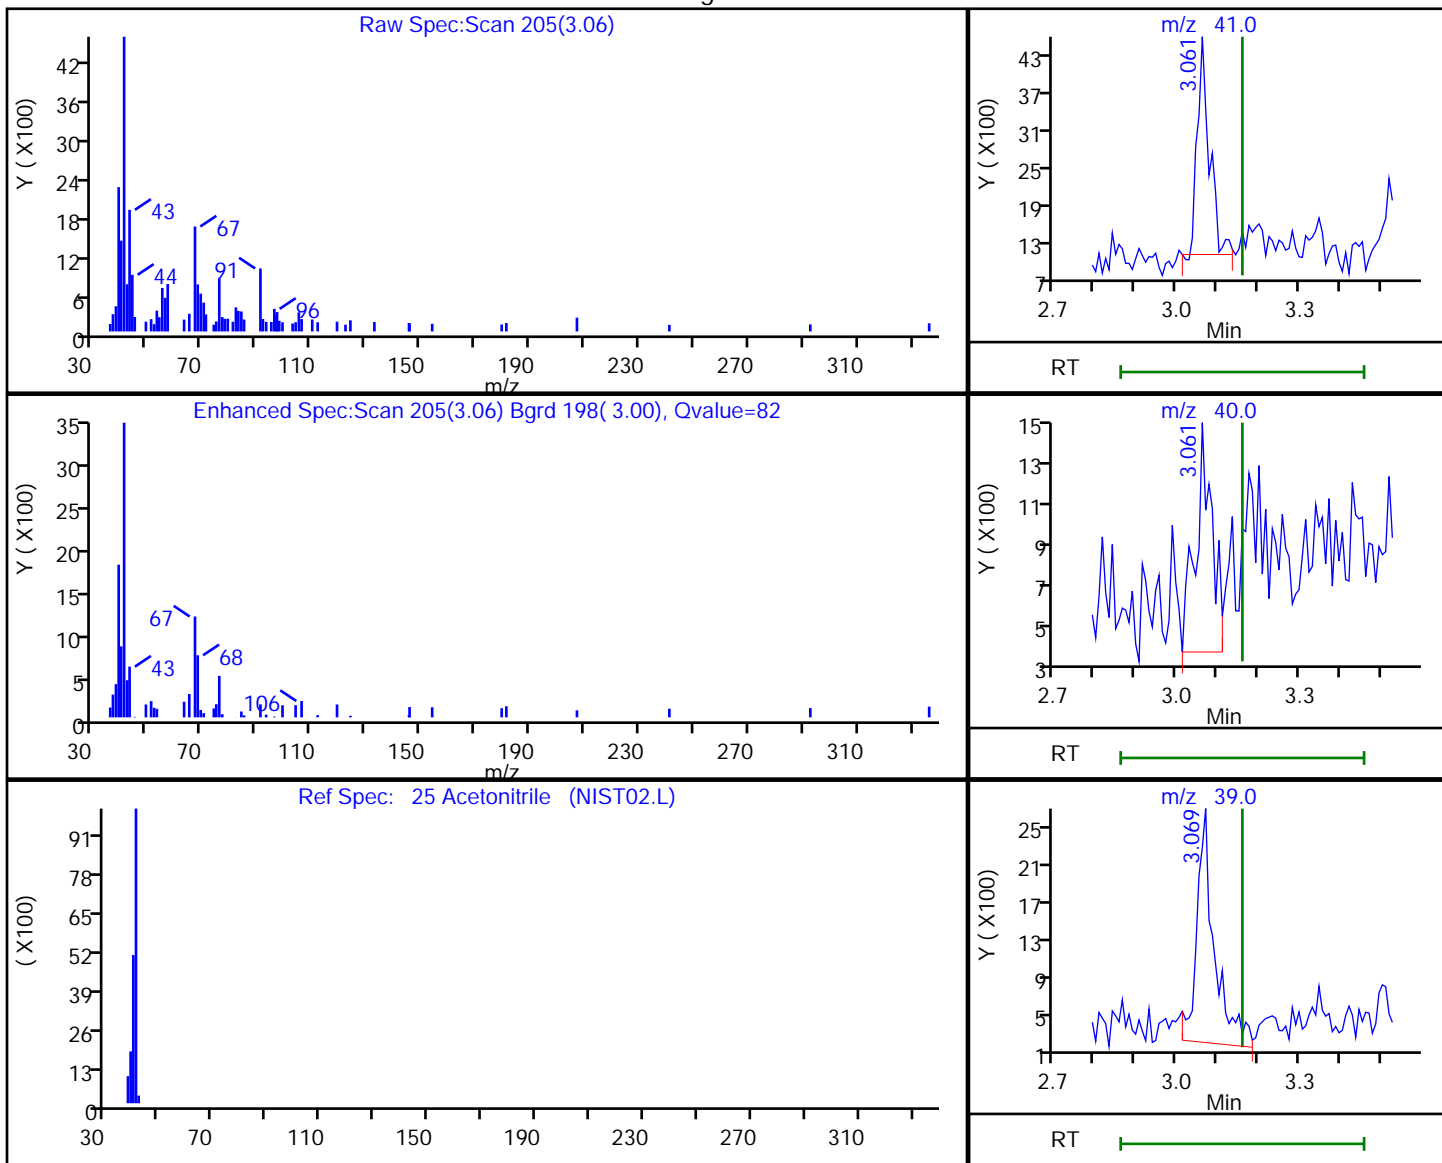 Raw Spec:Scan 205(3.06)
Y ( X100)
42
36
30
24
18
12
6
0
43
44
67
91
96
30 70 110 150 190 230 270 310
m/z
m/z 41.0
Y ( X100)
43
37
31
25
19
13
7
3.061
2.7 3.0 3.3
Min
RT
Enhanced Spec:Scan 205(3.06) Bgrd 198( 3.00), Qvalue=82
Y ( X100)
35
30
25
20
15
10
5
0
67
43
68
106
30 70 110 150 190 230 270 310
m/z
m/z 40.0
Y ( X100)
15
13
11
9
7
5
3
3.061
2.7 3.0 3.3
Min
RT
Ref Spec: 25 Acetonitrile (NIST02.L)
( X100)
91
78
65
52
39
26
13
0
30 70 110 150 190 230 270 310
m/z 39.0
Y ( X100)
25
21
17
13
9
5
1
3.069
2.7 3.0 3.3
Min
RT